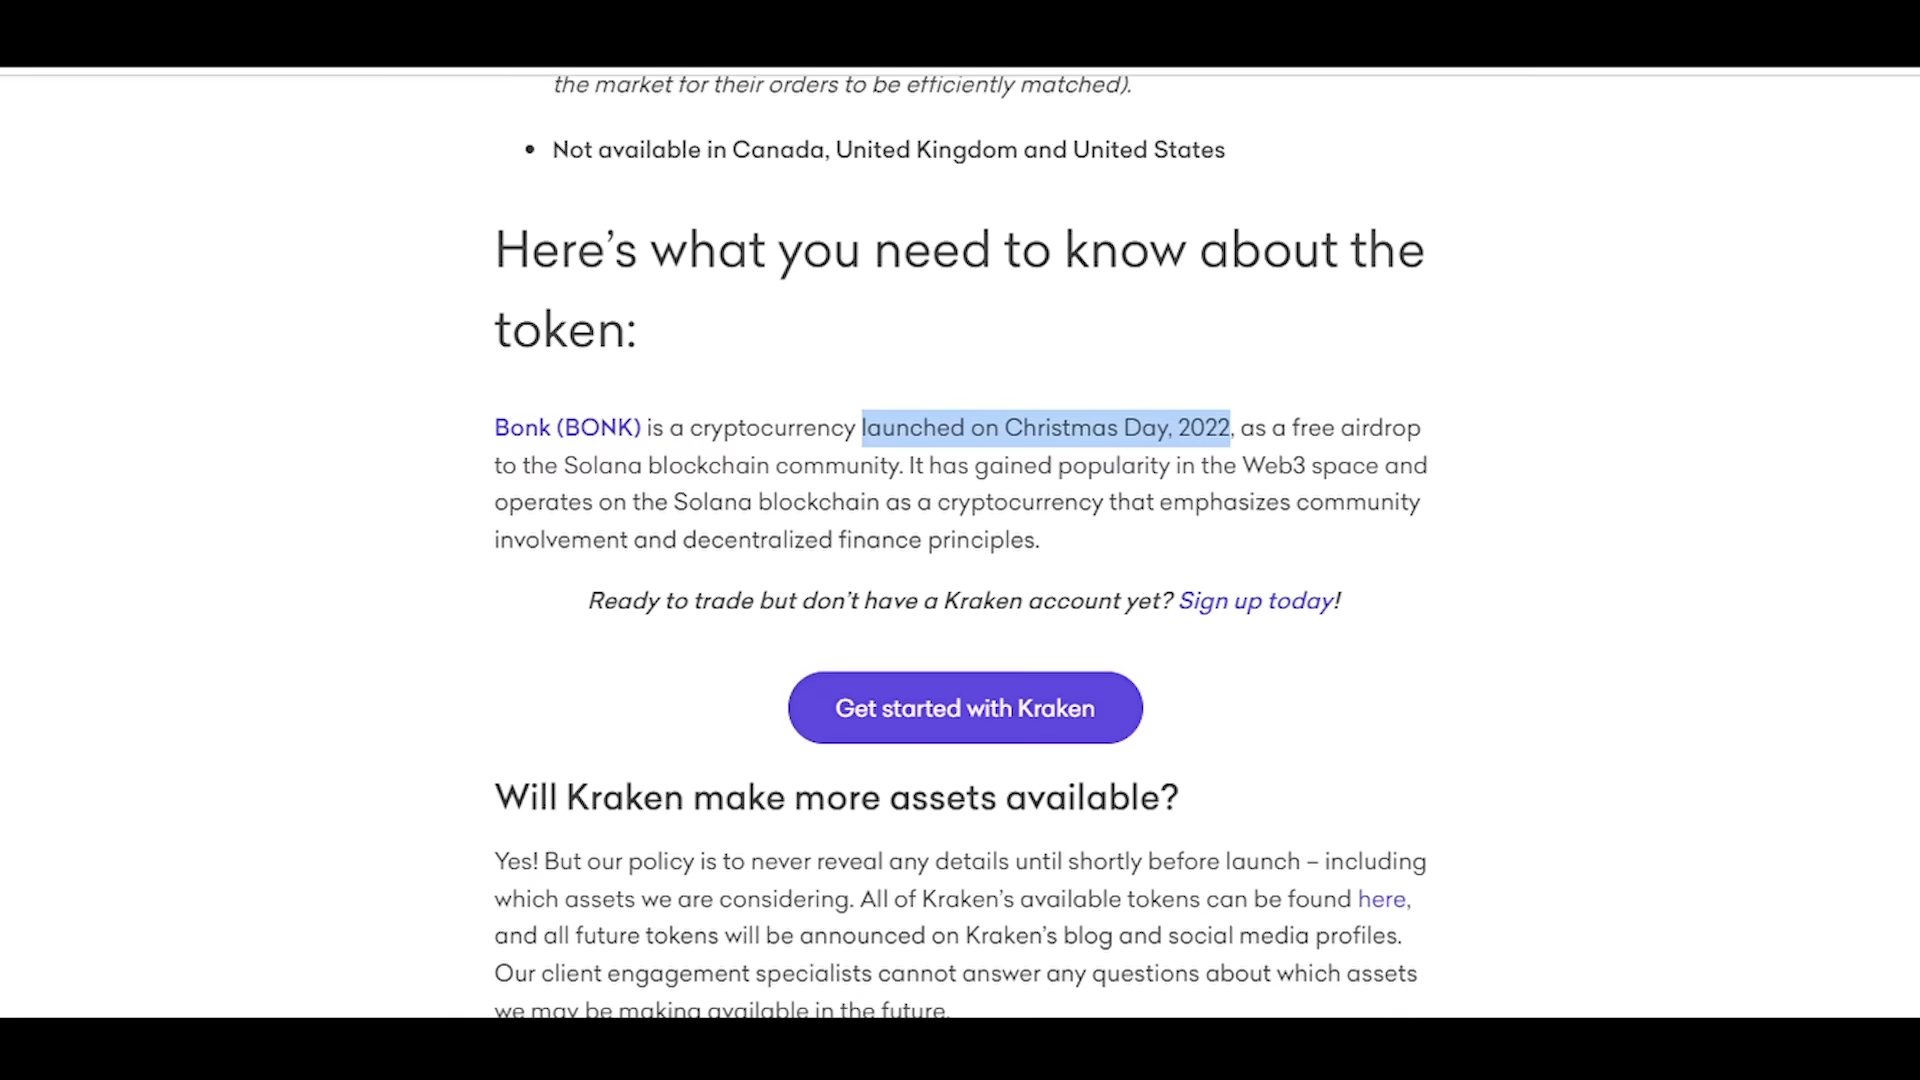 the market for their orders to be efficiently matched).
• Not available in Canada, United Kingdom and United States
Here’s what you need to know about the
token:
Bonk (BONK) is a cryptocurrency launched on Christmas Day, 2022, as a free airdrop
to the Solana blockchain community. It has gained popularity in the Web3 space and
operates on the Solana blockchain as a cryptocurrency that emphasizes community
involvement and decentralized finance principles.
Ready to trade but don’t have a Kraken account yet? Sign up today!
Get started with Kraken
Will Kraken make more assets available?
Yes! But our policy is to never reveal any details until shortly before launch – including
which assets we are considering. All of Kraken’s available tokens can be found here,
and all future tokens will be announced on Kraken’s blog and social media profiles.
Our client engagement specialists cannot answer any questions about which assets
we may be making available in the future.